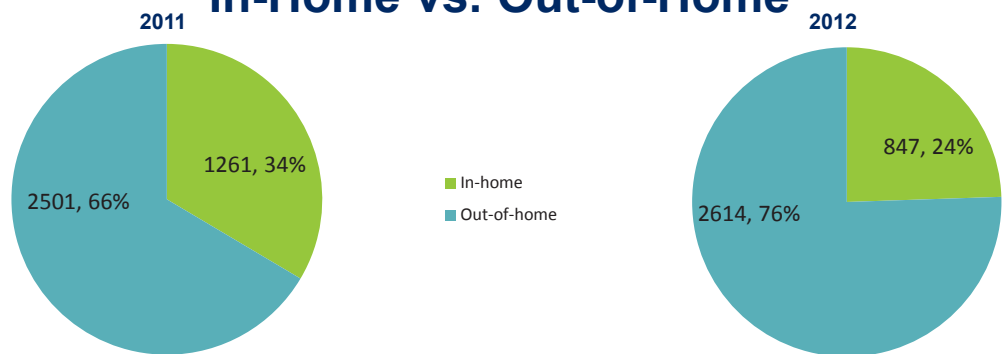 In-Home vs. Out-of-Home
2011
2012
1261, 34%
2501, 66%
In-home
Out-of-home
847, 24%
2614, 76%